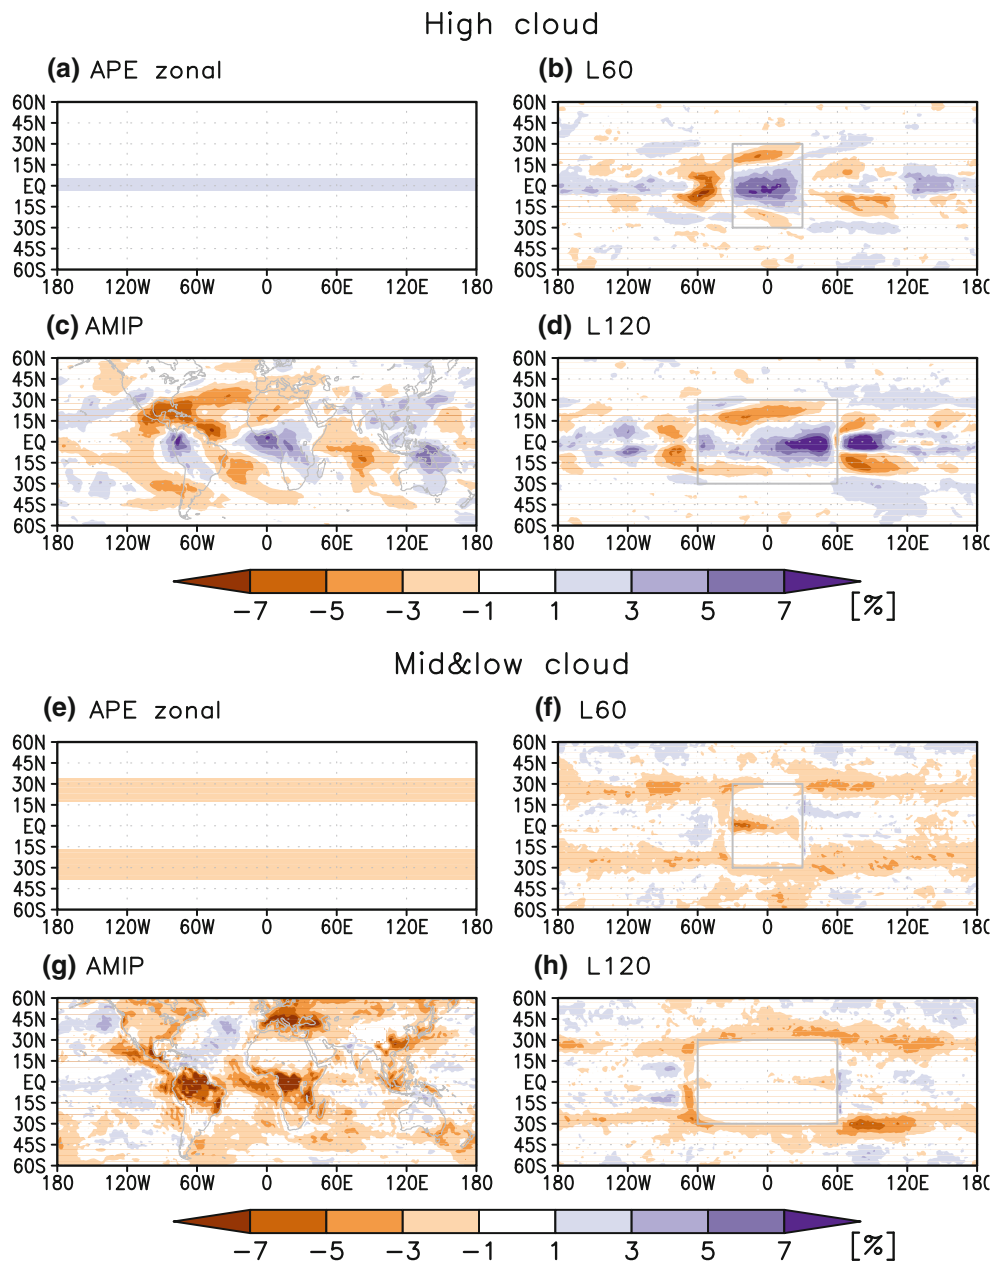 High cloud
(a) APE zonal
(b) L60
60N
45N
30N
15N
EQ
15S
30S
45S
60S
180 120W 60W 0 60E 120E 180
60N
45N
30N
15N
EQ
15S
30S
45S
60S
180 120W 60W 0 60E 120E 18(
(c) AMIP
(d) L120
60N
45N
30N
15N
EQ
15S
30S
45S
60S
180 120W 60W 0 60E 120E 180
60N
45N
30N
15N
EQ
15S
30S
45S
60S
180 120W 60W 0 60E 120E 18(
−7 −5 −3 −1 1 3 5 7 [%]
Mid&low cloud
(e) APE zonal
(f) L60
60N
45N
30N
15N
EQ
15S
30S
45S
60S
180 120W 60W 0 60E 120E 180
60N
45N
30N
15N
EQ
15S
30S
45S
60S
180 120W 60W 0 60E 120E 18(
(g) AMIP
(h) L120
60N
45N
30N
15N
EQ
15S
30S
45S
60S
180 120W 60W 0 60E 120E 180
60N
45N
30N
15N
EQ
15S
30S
45S
60S
180 120W 60W 0 60E 120E 18(
−7 −5 −3 −1 1 3 5 7 [%]